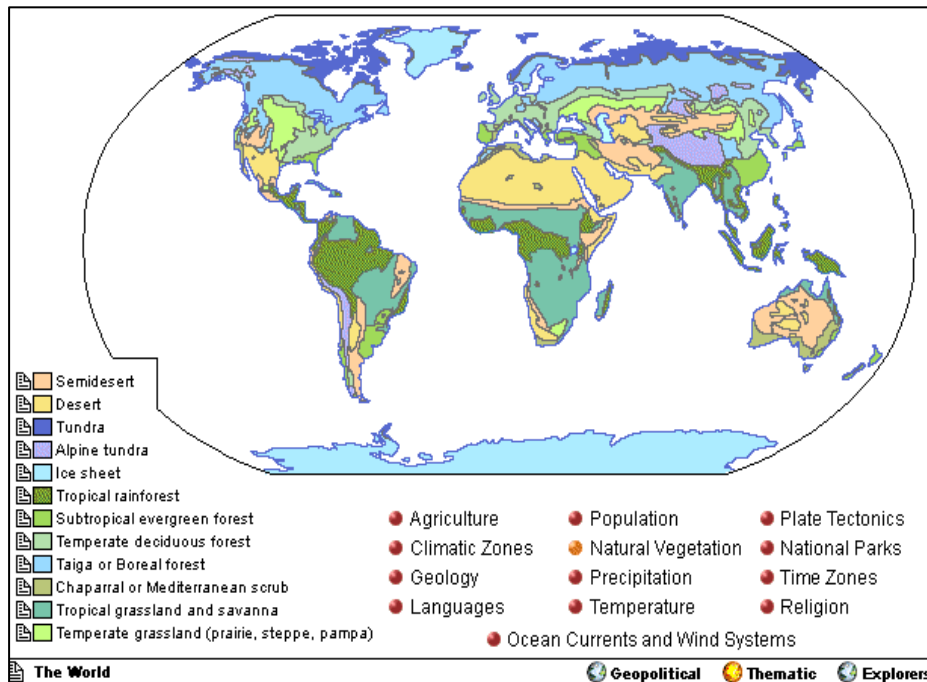 Semidesert
Desert
Tundra
Alpine tundra
Ice sheet
Tropical rainforest
Subtropical evergreen forest
Temperate deciduous forest
Taiga or Boreal forest
Chaparral or Mediterranean scrub
Tropical grassland and savanna
Temperate grassland (prairie, steppe, pampa)
Agriculture Population Plate Tectonics
Climatic Zones Natural Vegetation National Parks
Geology Precipitation Time Zones
Languages Temperature Religion
Ocean Currents and Wind Systems
The World Geopolitical Thematic Explorers